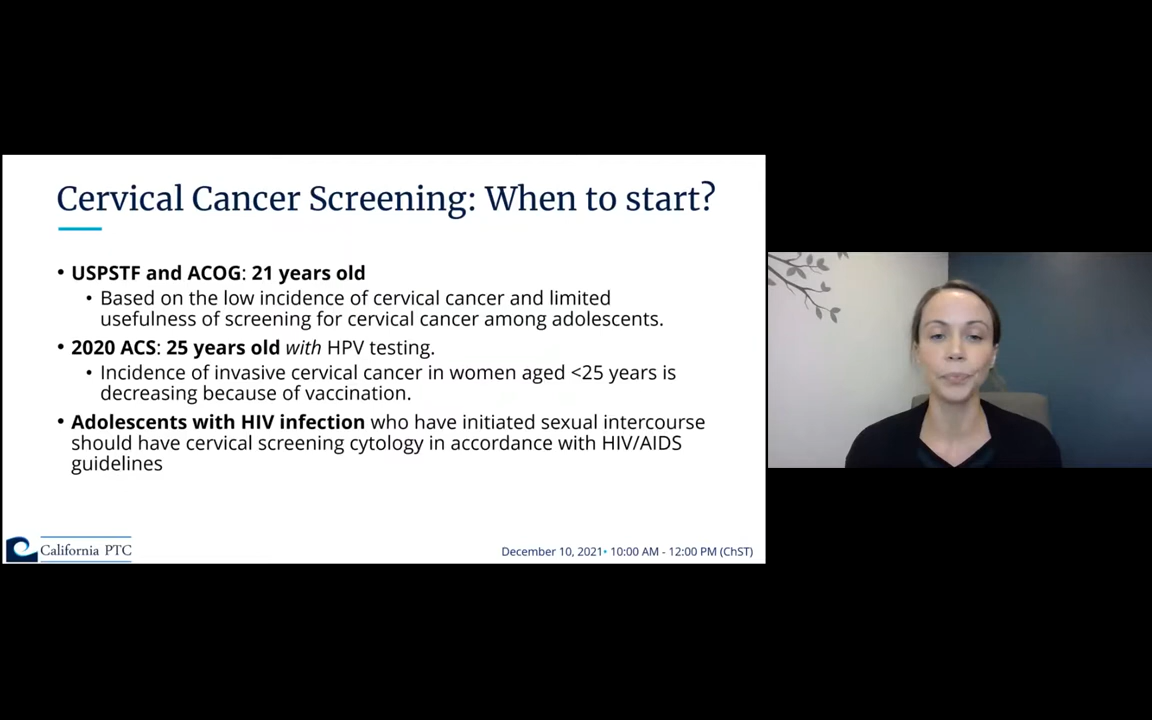 Cervical Cancer Screening: When to start?
• USPSTF and ACOG: 21 years old
• Based on the low incidence of cervical cancer and limited
usefulness of screening for cervical cancer among adolescents.
• 2020 ACS: 25 years old with HPV testing.
• Incidence of invasive cervical cancer in women aged <25 years is
decreasing because of vaccination.
• Adolescents with HIV infection who have initiated sexual intercourse
should have cervical screening cytology in accordance with HIV/AIDS
guidelines
California PTC
December 10, 2021• 10:00 AM - 12:00 PM (ChST)